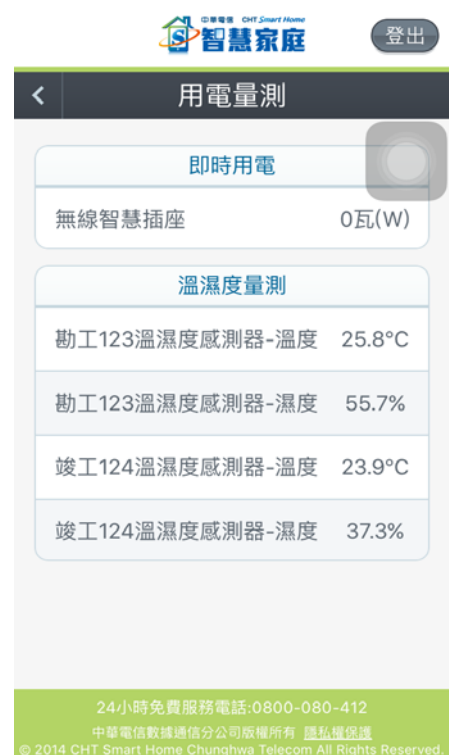 中華電信 CHT Smart Home
智慧家庭
登出
用電量測
即時用電
無線智慧插座 0瓦(W)
溫濕度量測
勘工123溫濕度感測器-溫度 25.8°C
勘工123溫濕度感測器-濕度 55.7%
竣工124溫濕度感測器-溫度 23.9°C
竣工124溫濕度感測器-濕度 37.3%
24小時免費服務電話:0800-080-412
中華電信數據通信分公司版權所有 隱私權保護
© 2014 CHT Smart Home Chunghwa Telecom All Rights Reserved.